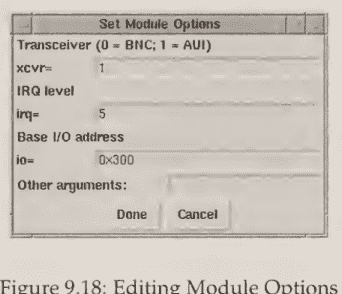 Set Module Options
Transceiver (0 = BNC; 1 = AUI)
xcvr= 1
IRQ level
irq= 5
Base I/O address
io= 0x300
Other arguments:
Done Cancel
Figure 9.18: Editing Module Options